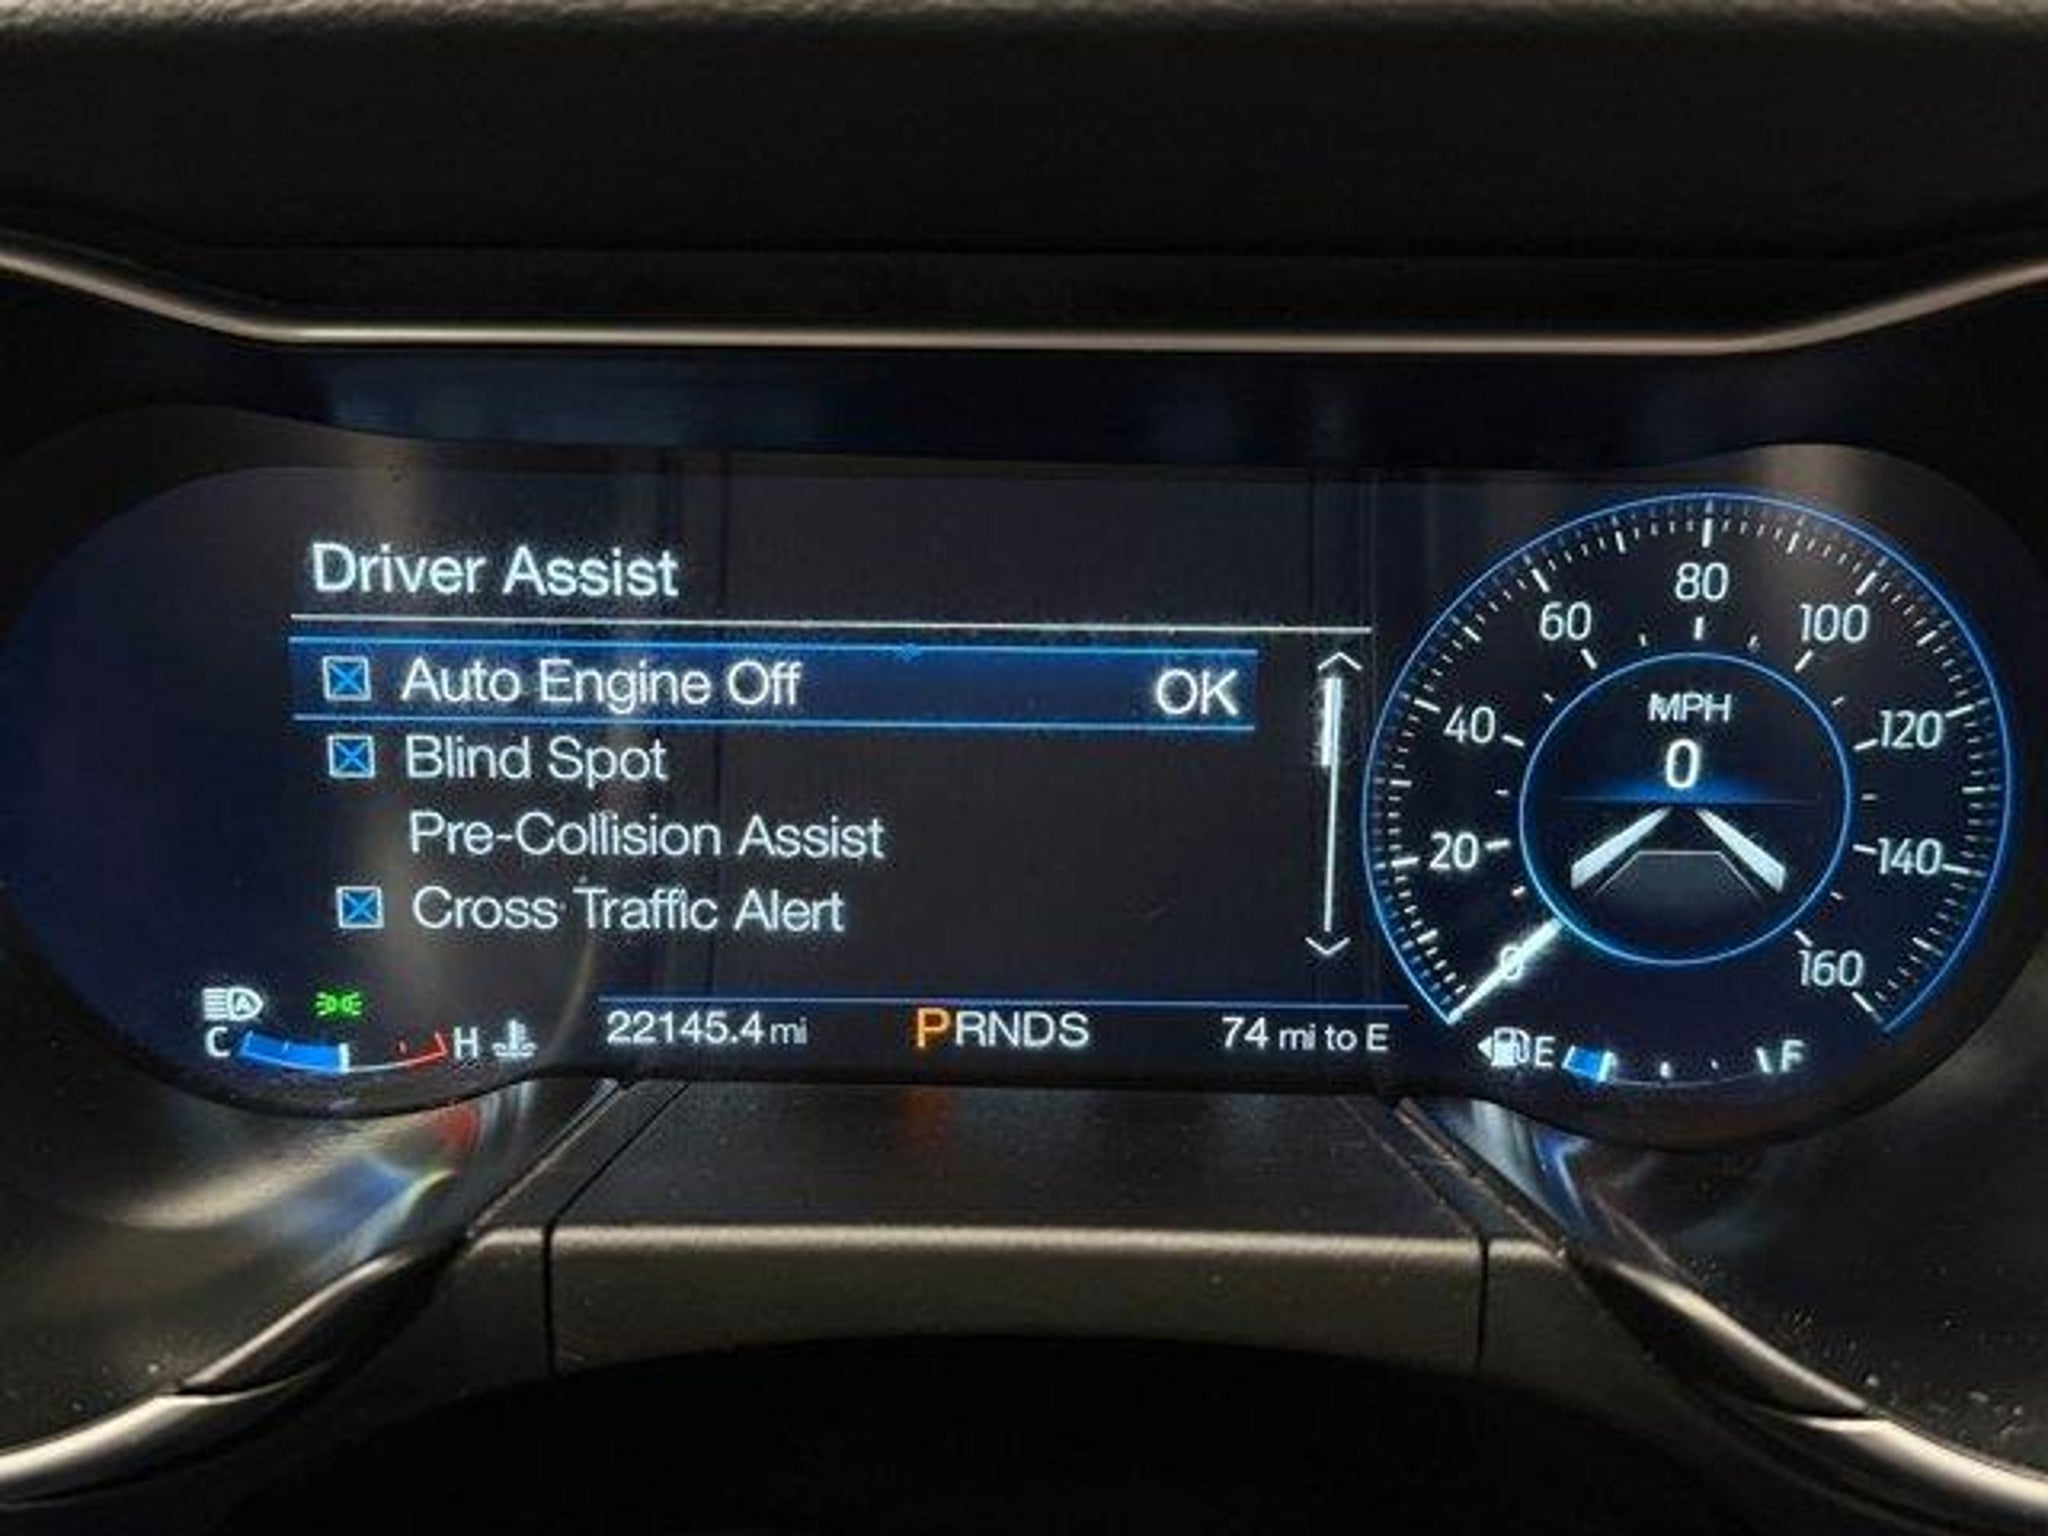 Driver Assist
Auto Engine Off OK
Blind Spot
Pre-Collision Assist
Cross Traffic Alert
A
C H
22145.4 mi PRNDS 74 mi to E
0 20 40 60 80 100 120 140 160
MPH
0
E F